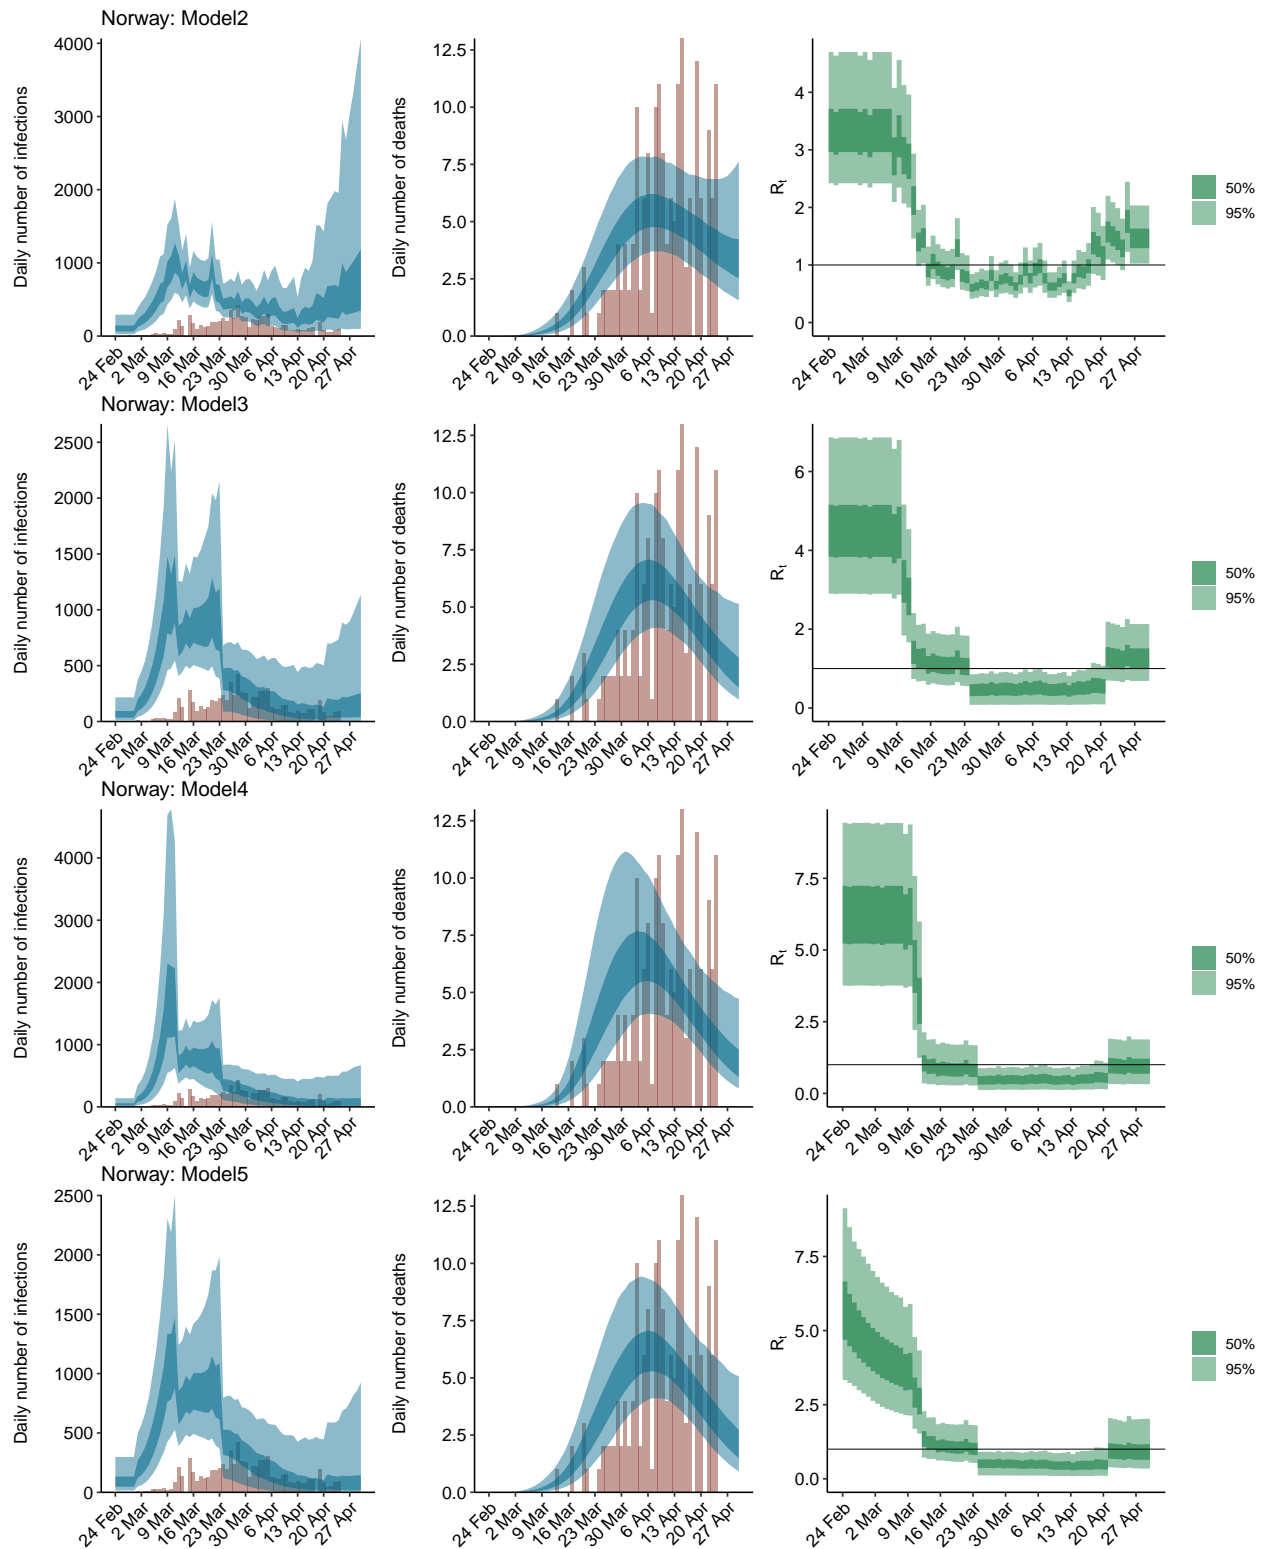 Norway: Model2
Daily number of infections
4000
3000
2000
1000
0
24 Feb
2 Mar
9 Mar
16 Mar
23 Mar
30 Mar
6 Apr
13 Apr
20 Apr
27 Apr
Daily number of deaths
12.5
10.0
7.5
5.0
2.5
0.0
24 Feb
2 Mar
9 Mar
16 Mar
23 Mar
30 Mar
6 Apr
13 Apr
20 Apr
27 Apr
Rt
4
3
2
1
0
24 Feb
2 Mar
9 Mar
16 Mar
23 Mar
30 Mar
6 Apr
13 Apr
20 Apr
27 Apr
50%
95%
Norway: Model3
Daily number of infections
2500
2000
1500
1000
500
0
24 Feb
2 Mar
9 Mar
16 Mar
23 Mar
30 Mar
6 Apr
13 Apr
20 Apr
27 Apr
Daily number of deaths
12.5
10.0
7.5
5.0
2.5
0.0
24 Feb
2 Mar
9 Mar
16 Mar
23 Mar
30 Mar
6 Apr
13 Apr
20 Apr
27 Apr
Rt
6
4
2
0
24 Feb
2 Mar
9 Mar
16 Mar
23 Mar
30 Mar
6 Apr
13 Apr
20 Apr
27 Apr
50%
95%
Norway: Model4
Daily number of infections
4000
3000
2000
1000
0
24 Feb
2 Mar
9 Mar
16 Mar
23 Mar
30 Mar
6 Apr
13 Apr
20 Apr
27 Apr
Daily number of deaths
12.5
10.0
7.5
5.0
2.5
0.0
24 Feb
2 Mar
9 Mar
16 Mar
23 Mar
30 Mar
6 Apr
13 Apr
20 Apr
27 Apr
Rt
7.5
5.0
2.5
0.0
24 Feb
2 Mar
9 Mar
16 Mar
23 Mar
30 Mar
6 Apr
13 Apr
20 Apr
27 Apr
50%
95%
Norway: Model5
Daily number of infections
2500
2000
1500
1000
500
0
24 Feb
2 Mar
9 Mar
16 Mar
23 Mar
30 Mar
6 Apr
13 Apr
20 Apr
27 Apr
Daily number of deaths
12.5
10.0
7.5
5.0
2.5
0.0
24 Feb
2 Mar
9 Mar
16 Mar
23 Mar
30 Mar
6 Apr
13 Apr
20 Apr
27 Apr
Rt
7.5
5.0
2.5
0.0
24 Feb
2 Mar
9 Mar
16 Mar
23 Mar
30 Mar
6 Apr
13 Apr
20 Apr
27 Apr
50%
95%